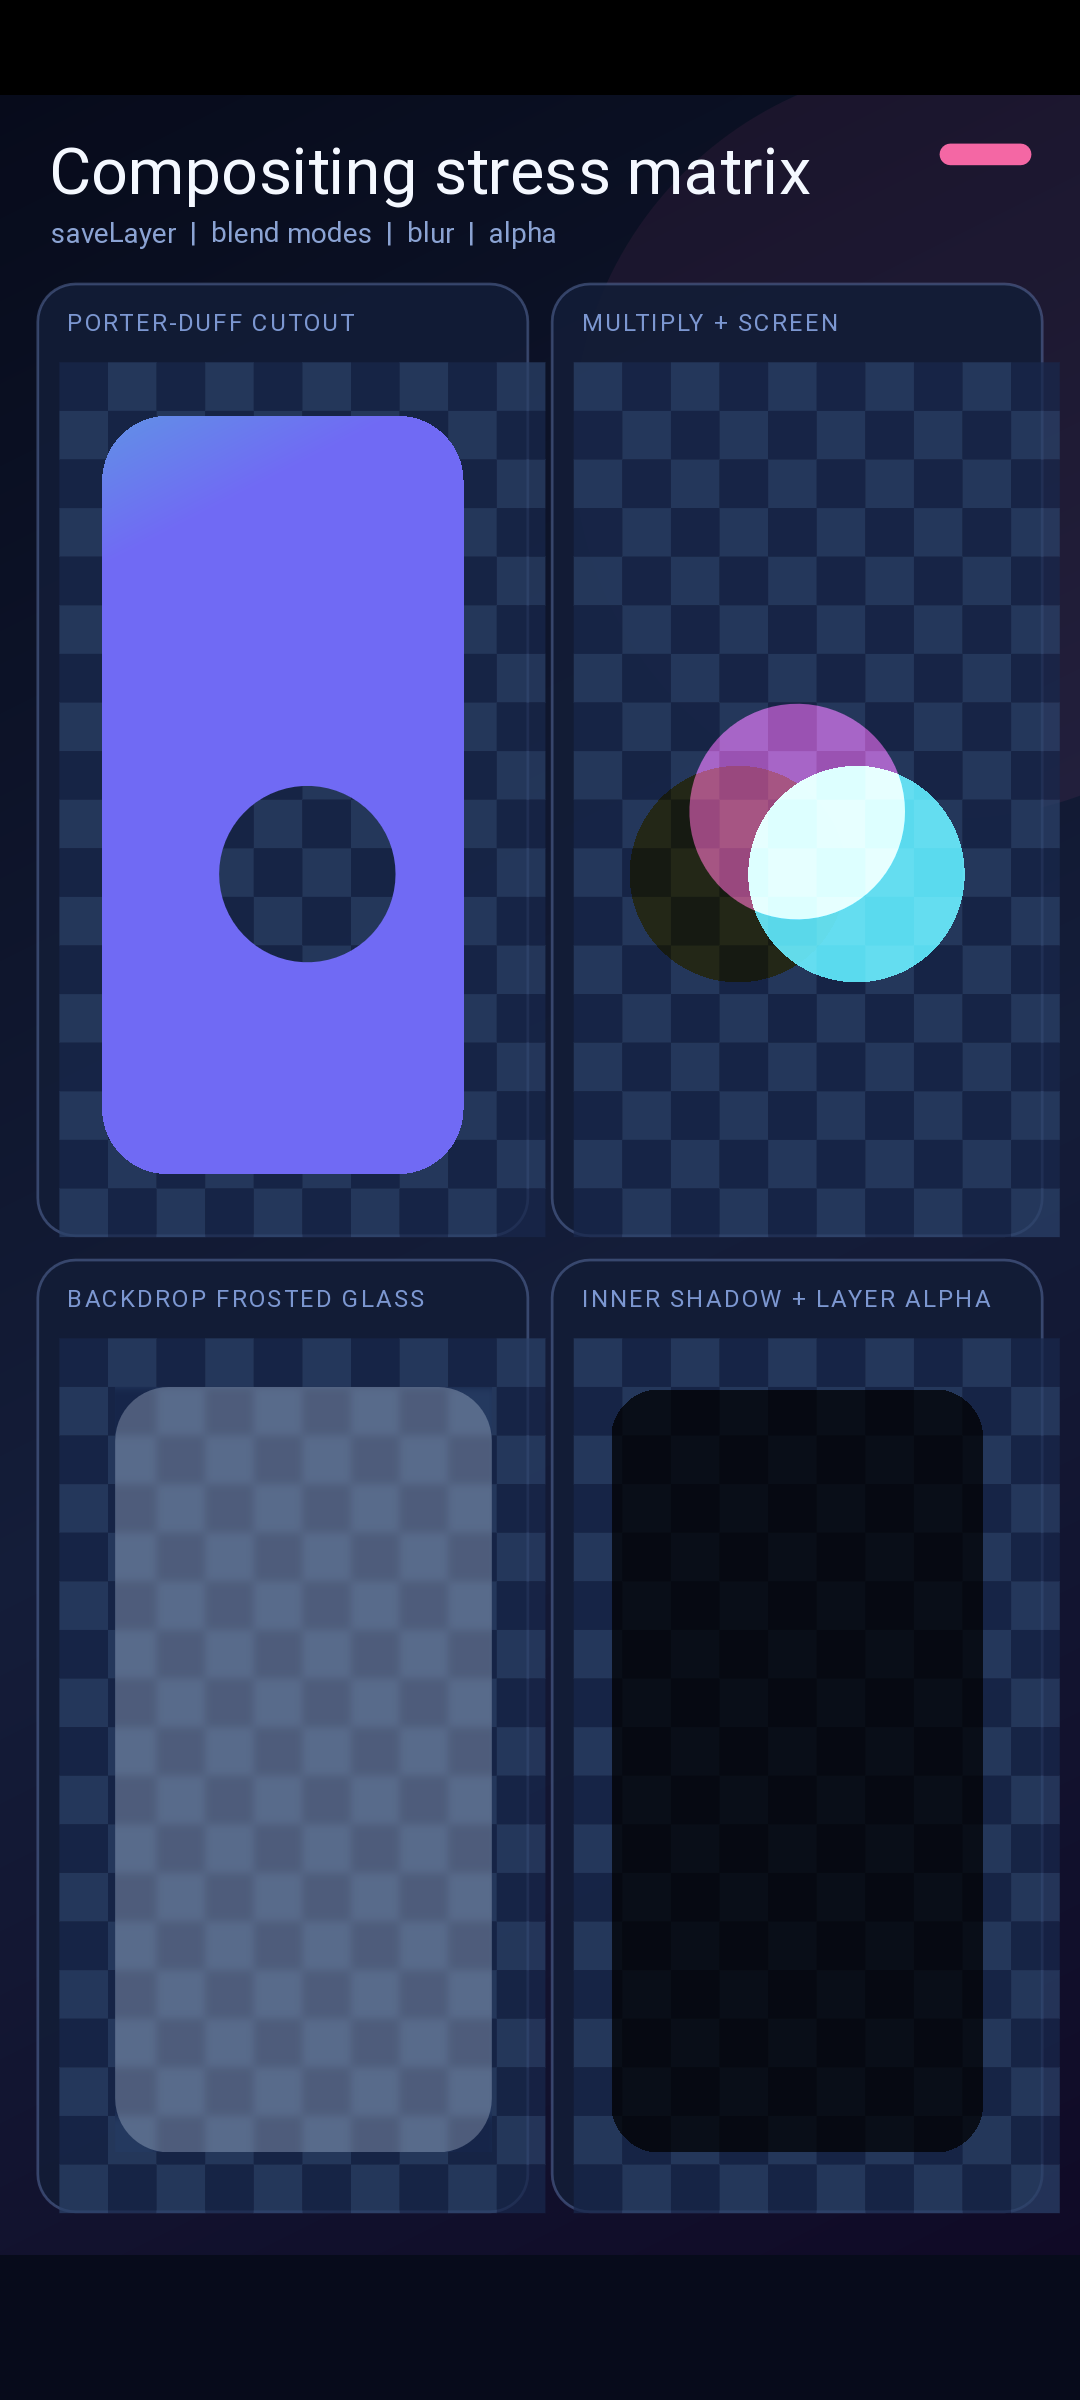 Compositing stress matrix
saveLayer | blend modes | blur | alpha
PORTER-DUFF CUTOUT
MULTIPLY + SCREEN
BACKDROP FROSTED GLASS
INNER SHADOW + LAYER ALPHA